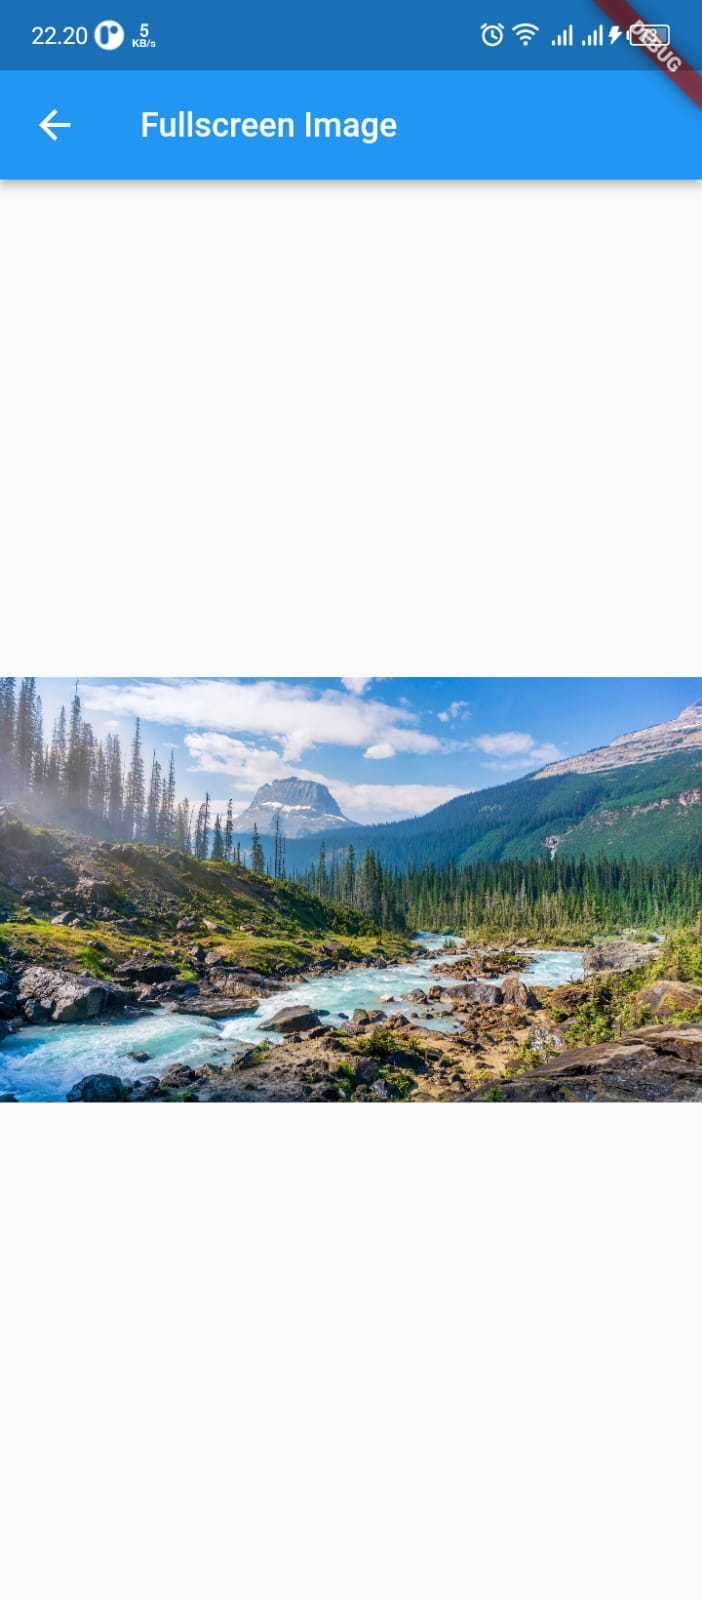 22.20 5
KB/s
DEBUG
Fullscreen Image